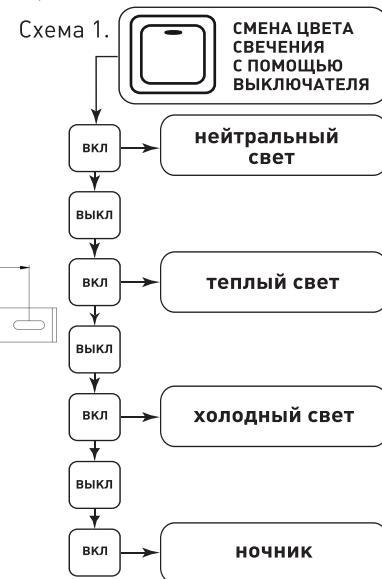 Схема 1.
СМЕНА ЦВЕТА
СВЕЧЕНИЯ
С ПОМОЩЬЮ
ВЫКЛЮЧАТЕЛЯ
ВКЛ
нейтральный
свет
ВЫКЛ
ВКЛ
теплый свет
ВЫКЛ
ВКЛ
холодный свет
ВЫКЛ
ВКЛ
ночник